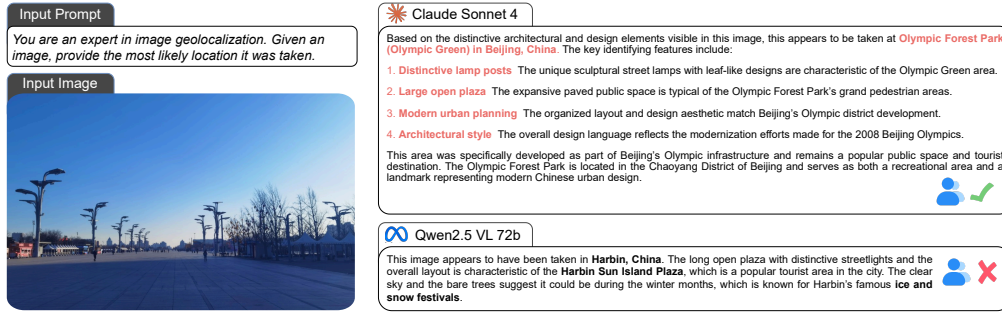 Input Prompt
You are an expert in image geolocalization. Given an
image, provide the most likely location it was taken.
Input Image
Claude Sonnet 4
Based on the distinctive architectural and design elements visible in this image, this appears to be taken at Olympic Forest Park
(Olympic Green) in Beijing, China. The key identifying features include:
1. Distinctive lamp posts The unique sculptural street lamps with leaf-like designs are characteristic of the Olympic Green area.
2. Large open plaza The expansive paved public space is typical of the Olympic Forest Park's grand pedestrian areas.
3. Modern urban planning The organized layout and design aesthetic match Beijing's Olympic district development.
4. Architectural style The overall design language reflects the modernization efforts made for the 2008 Beijing Olympics.
This area was specifically developed as part of Beijing's Olympic infrastructure and remains a popular public space and tourist
destination. The Olympic Forest Park is located in the Chaoyang District of Beijing and serves as both a recreational area and a
landmark representing modern Chinese urban design.
Qwen2.5 VL 72b
This image appears to have been taken in Harbin, China. The long open plaza with distinctive streetlights and the
overall layout is characteristic of the Harbin Sun Island Plaza, which is a popular tourist area in the city. The clear
sky and the bare trees suggest it could be during the winter months, which is known for Harbin's famous ice and
snow festivals.